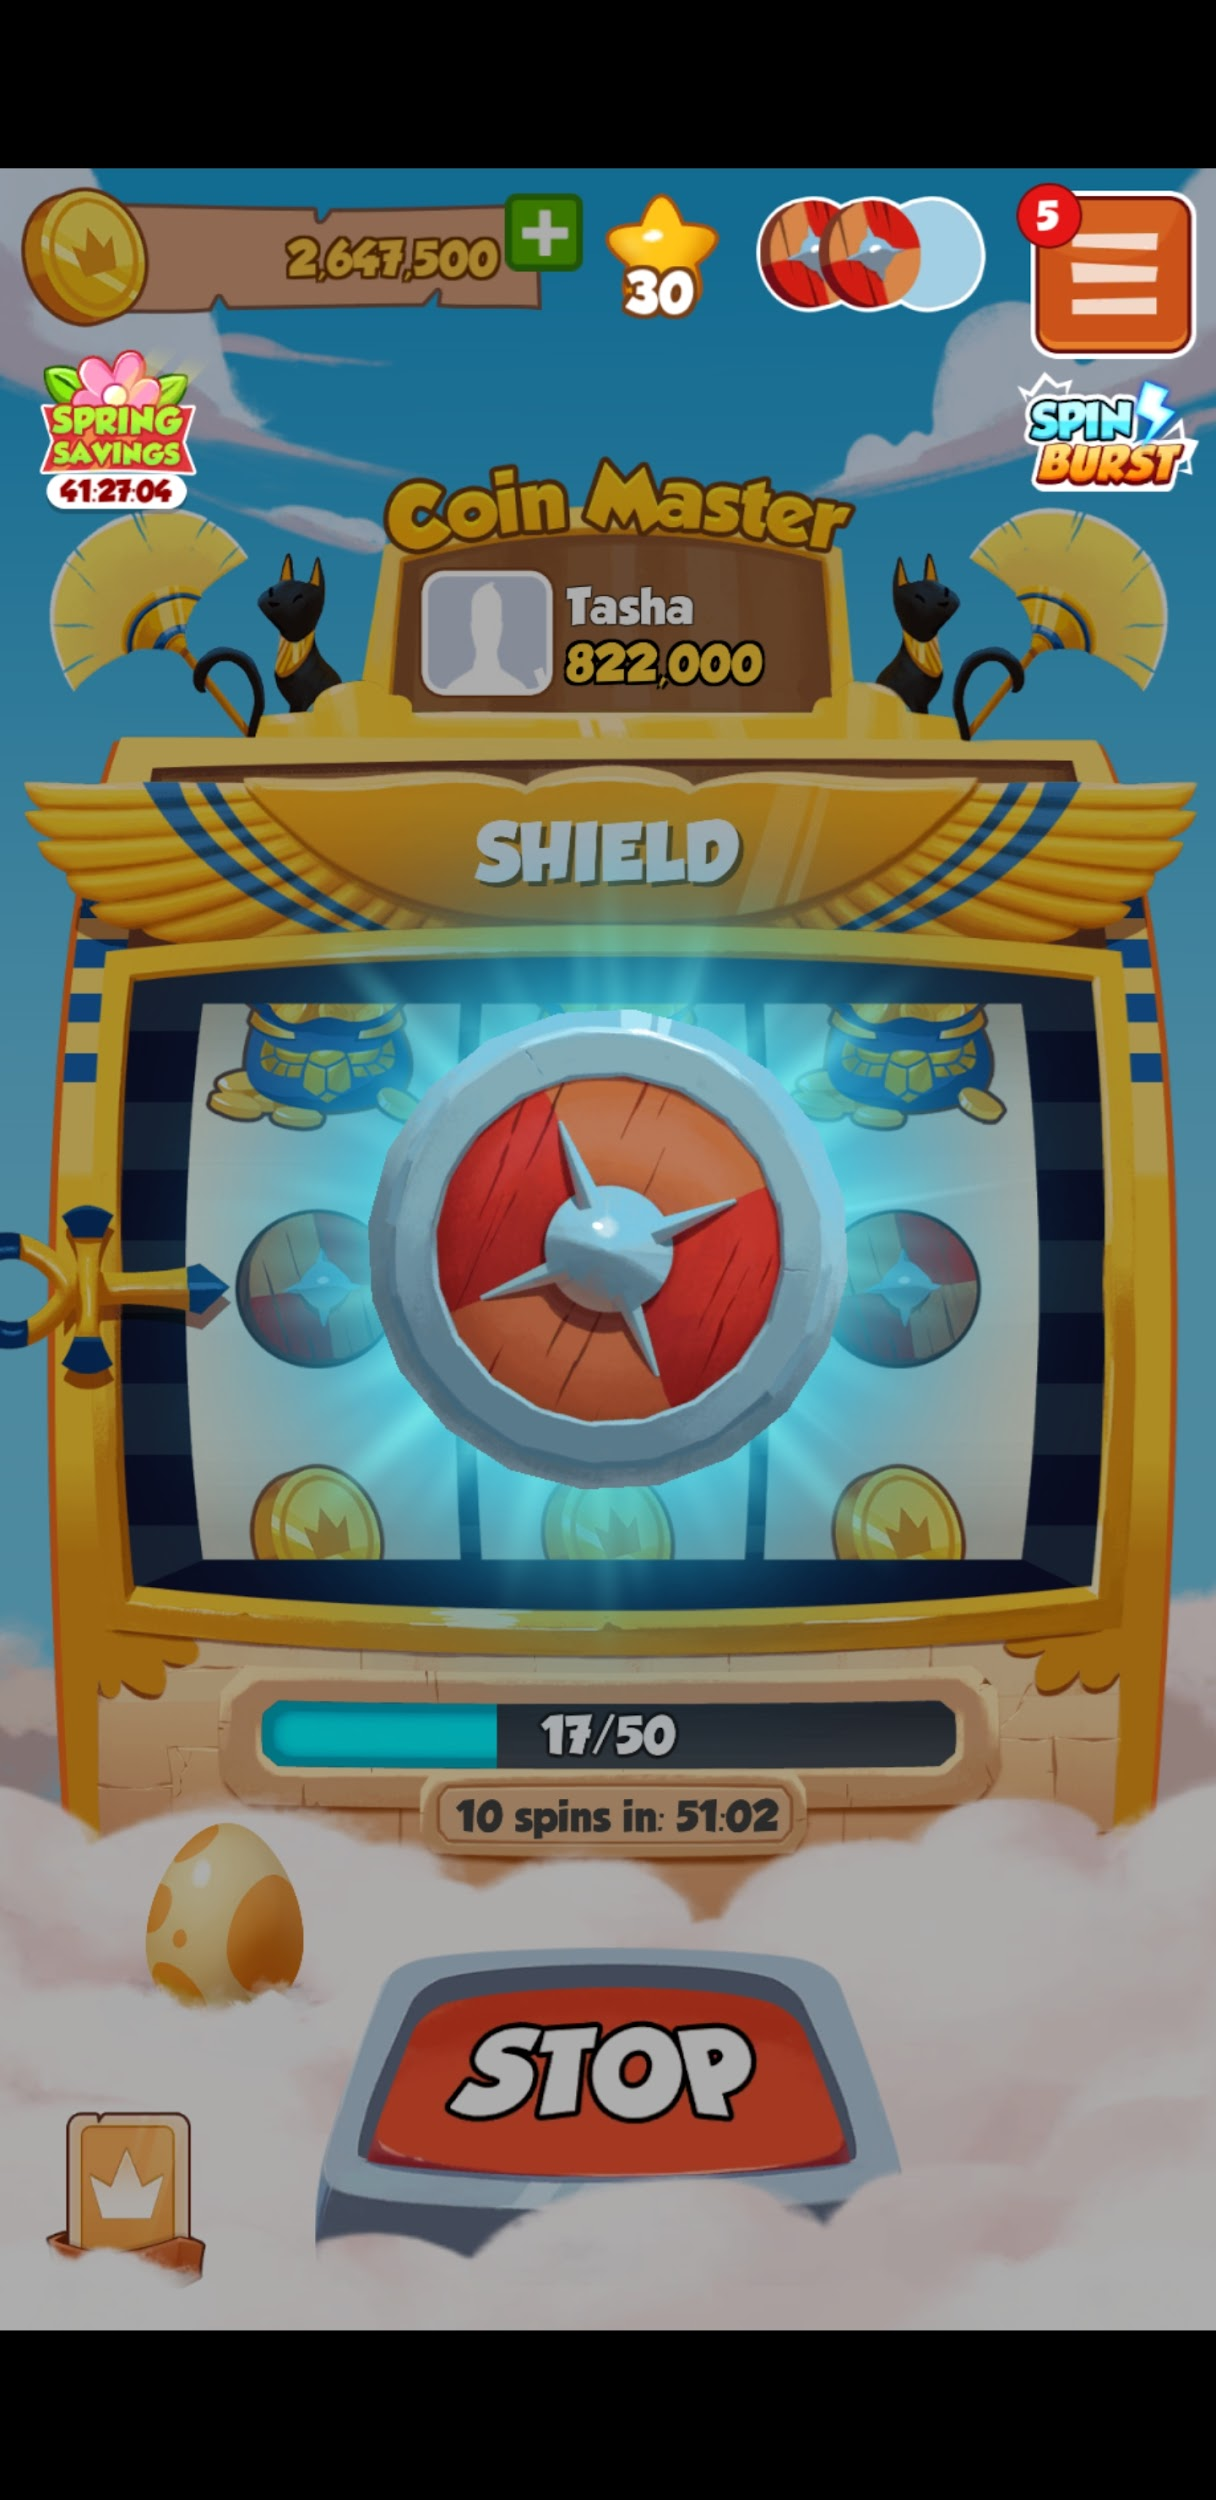 2,647,500
30
5
SPRING
SAVINGS
41:27:04
SPIN
BURST
Coin Master
Tasha
822,000
SHIELD
17/50
10 spins in: 51:02
STOP